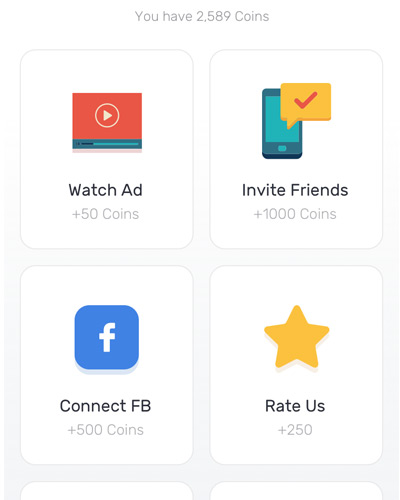 You have 2,589 Coins
Watch Ad
+50 Coins
Invite Friends
+1000 Coins
f
Connect FB
+500 Coins
Rate Us
+250